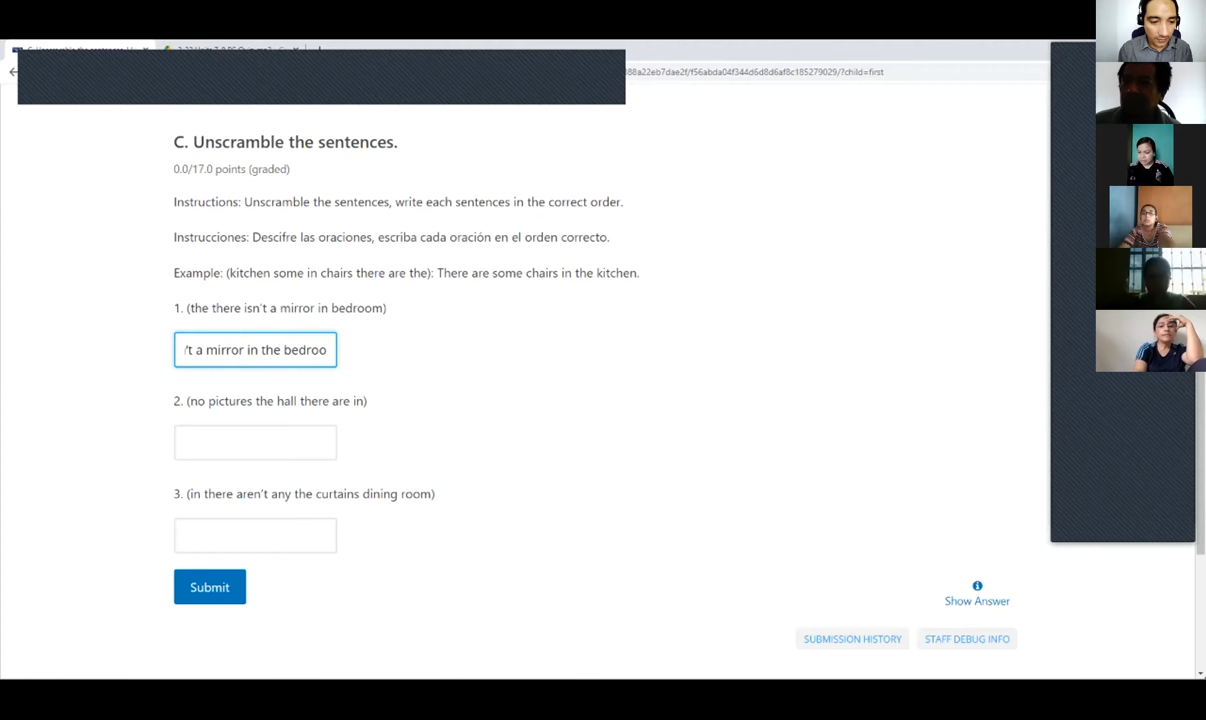 888a22eb7dae2f/f56abda04f344d6d8d6af8c185279029/?child=first
C. Unscramble the sentences.
0.0/17.0 points (graded)
Instructions: Unscramble the sentences, write each sentences in the correct order.
Instrucciones: Descifre las oraciones, escriba cada oración en el orden correcto.
Example: (kitchen some in chairs there are the): There are some chairs in the kitchen.
1. (the there isn't a mirror in bedroom)
't a mirror in the bedroo
2. (no pictures the hall there are in)
3. (in there aren't any the curtains dining room)
Submit
Show Answer
SUBMISSION HISTORY
STAFF DEBUG INFO